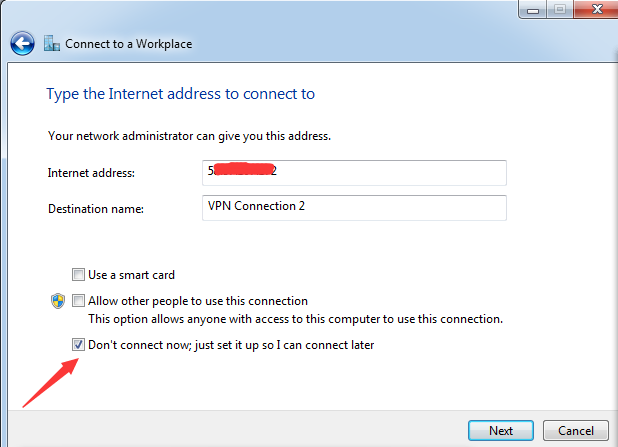 Connect to a Workplace
Type the Internet address to connect to
Your network administrator can give you this address.
Internet address:
Destination name: VPN Connection 2
Use a smart card
Allow other people to use this connection
This option allows anyone with access to this computer to use this connection.
Don't connect now; just set it up so I can connect later
Next Cancel